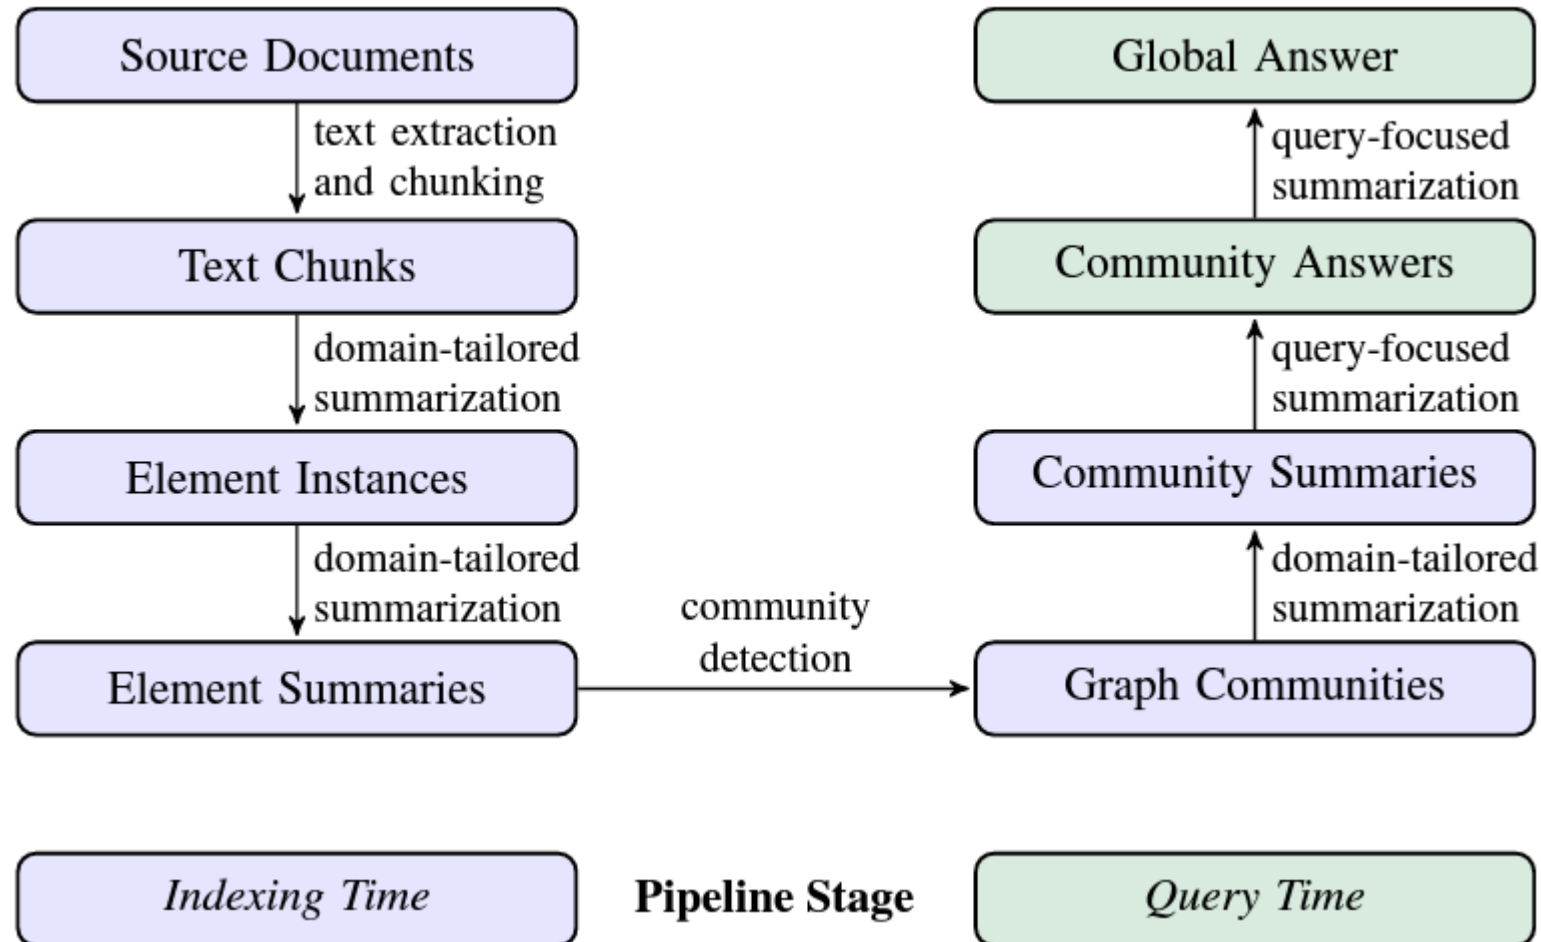 Source Documents
text extraction
and chunking
Text Chunks
domain-tailored
summarization
Element Instances
domain-tailored
summarization
Element Summaries
community
detection
Graph Communities
domain-tailored
summarization
Community Summaries
query-focused
summarization
Community Answers
query-focused
summarization
Global Answer
Indexing Time
Pipeline Stage
Query Time